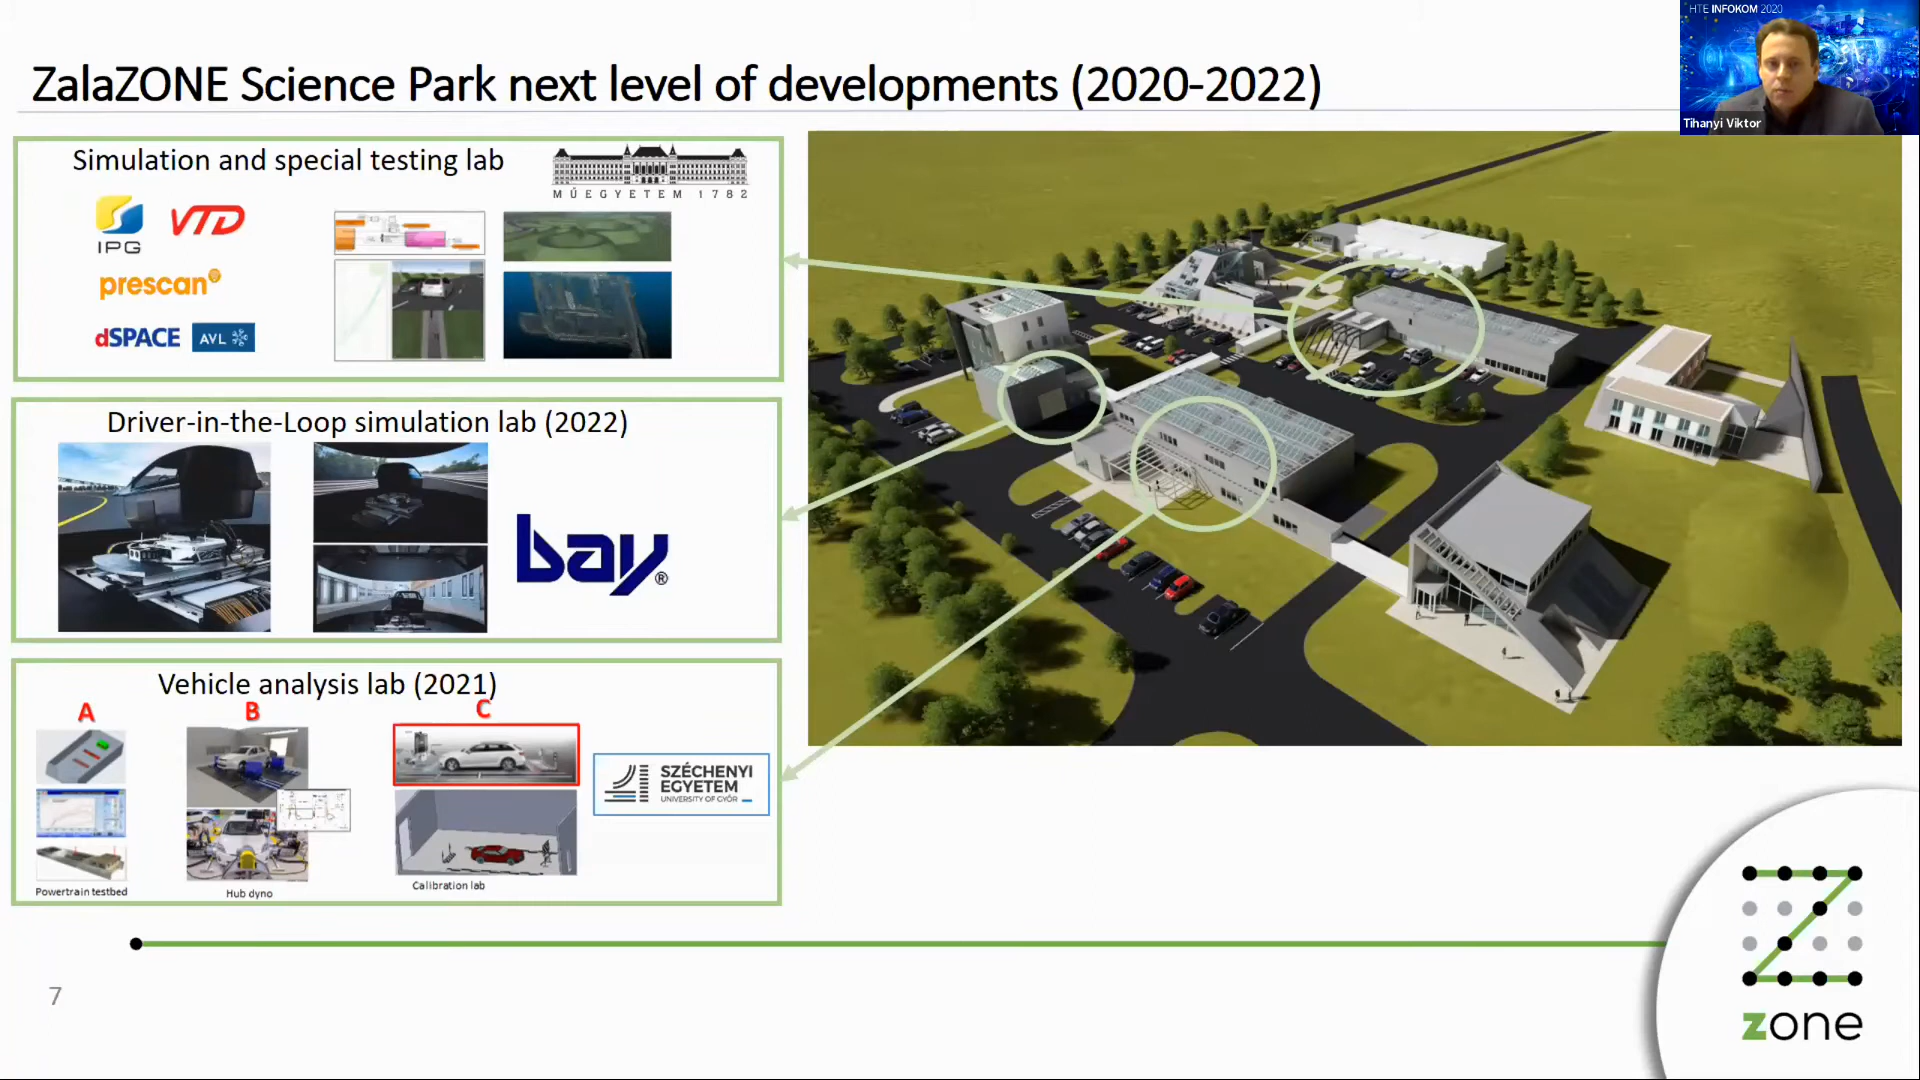 HTE INFOKOM 2020
Tihanyi Viktor
ZalaZONE Science Park next level of developments (2020-2022)
Simulation and special testing lab
MŰEGYETEM 1782
IPG
VTD
prescan
dSPACE
AVL
Driver-in-the-Loop simulation lab (2022)
bay®
Vehicle analysis lab (2021)
A
B
C
SZÉCHENYI
EGYETEM
UNIVERSITY OF GYŐR
Powertrain testbed
Hub dyno
Calibration lab
7
zone